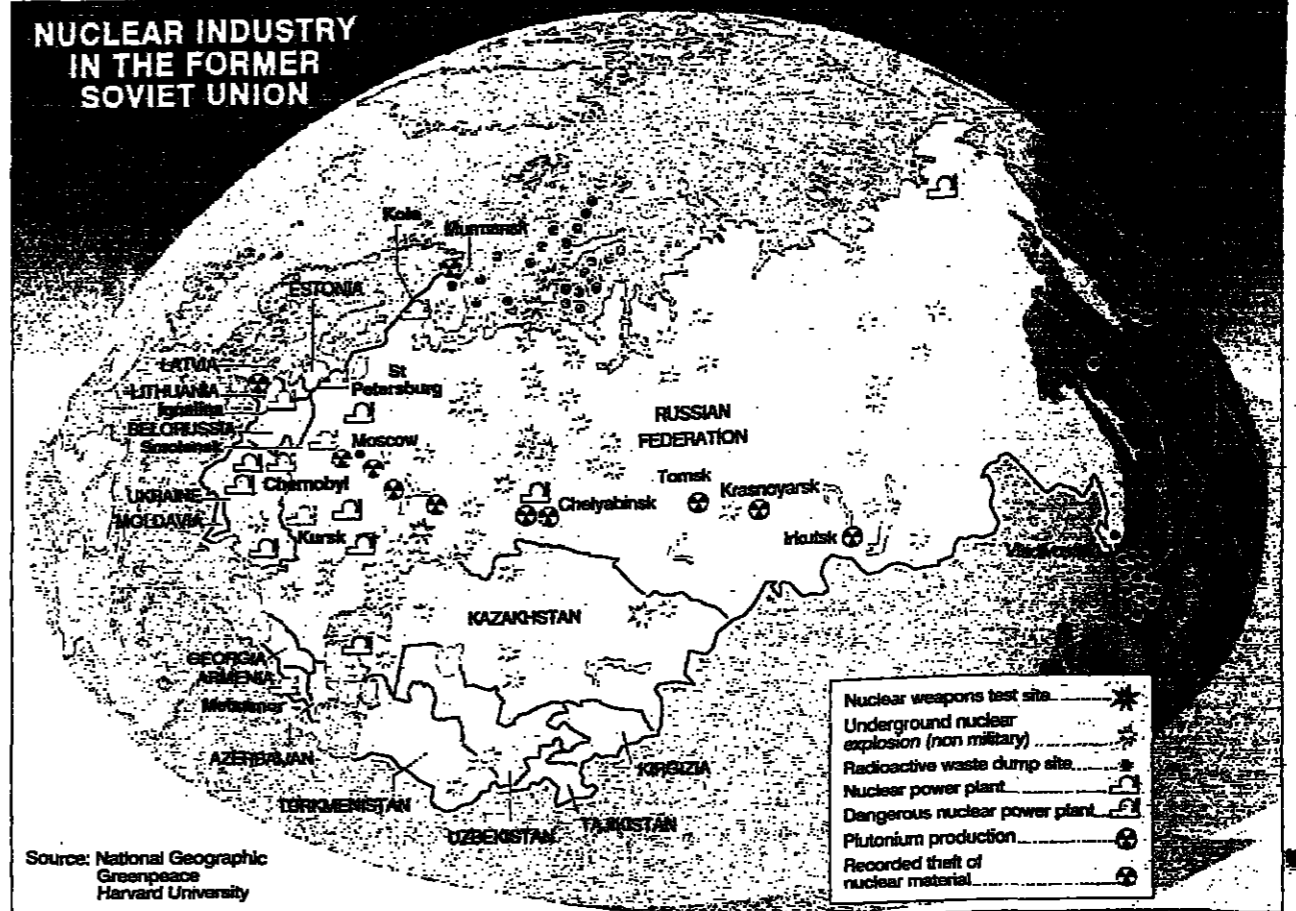 NUCLEAR INDUSTRY
IN THE FORMER
SOVIET UNION
Kola
Murmansk
ESTONIA
LATVIA
LITHUANIA
Ignalina
BELORUSSIA
Smolensk
St
Petersburg
Moscow
UKRAINE
Chernobyl
MOLDAVIA
Kursk
RUSSIAN
FEDERATION
Tomsk
Krasnoyarsk
Chelyabinsk
Irkutsk
Vladivostok
KAZAKHSTAN
GEORGIA
ARMENIA
AZERBAIJAN
TURKMENISTAN
UZBEKISTAN
TAJIKISTAN
KIRGIZIA
Nuclear weapons test site
Underground nuclear
explosion (non military)
Radioactive waste dump site
Nuclear power plant
Dangerous nuclear power plant
Plutonium production
Recorded theft of
nuclear material
Source: National Geographic
Greenpeace
Harvard University